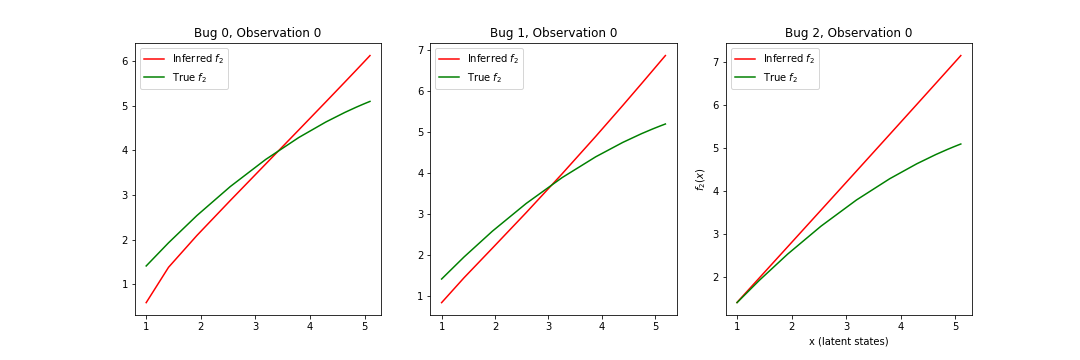 Bug 0, Observation 0
Inferred f₂
True f₂
6
5
4
3
2
1
1 2 3 4 5
Bug 1, Observation 0
Inferred f₂
True f₂
7
6
5
4
3
2
1
1 2 3 4 5
Bug 2, Observation 0
Inferred f₂
True f₂
f₂(x)
7
6
5
4
3
2
1 2 3 4 5
x (latent states)